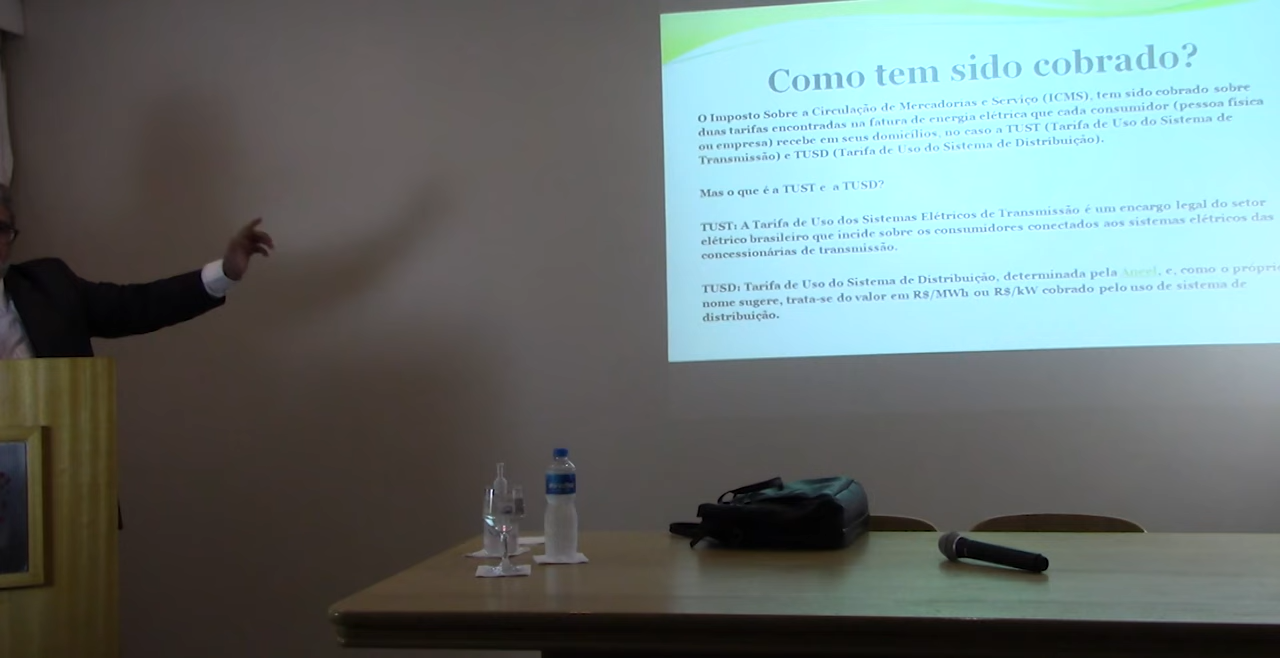 Como tem sido cobrado?
O Imposto Sobre a Circulação de Mercadorias e Serviço (ICMS), tem sido cobrado sobre
duas tarifas encontradas na fatura de energia elétrica que cada consumidor (pessoa física
ou empresa) recebe em seus domicílios, no caso a TUST (Tarifa de Uso do Sistema de
Transmissão) e TUSD (Tarifa de Uso do Sistema de Distribuição).
Mas o que é a TUST e a TUSD?
TUST: A Tarifa de Uso dos Sistemas Elétricos de Transmissão é um encargo legal do setor
elétrico brasileiro que incide sobre os consumidores conectados aos sistemas elétricos das
concessionárias de transmissão.
TUSD: Tarifa de Uso do Sistema de Distribuição, determinada pela Aneel, e, como o própri
nome sugere, trata-se do valor em R$/MWh ou R$/kW cobrado pelo uso de sistema de
distribuição.